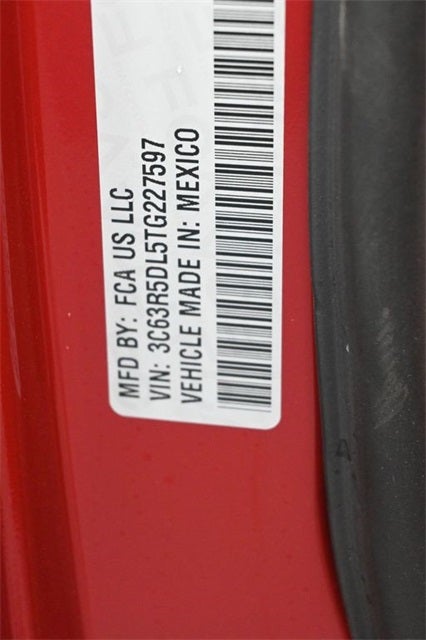 MFD BY: FCA US LLC
VIN: 3C63R5DL5TG227597
VEHICLE MADE IN: MEXICO